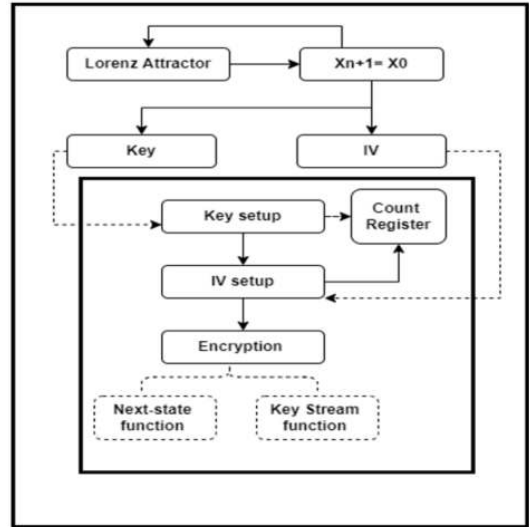 Lorenz Attractor
Xn+1= X0
Key
IV
Key setup
Count
Register
IV setup
Encryption
Next-state
function
Key Stream
function